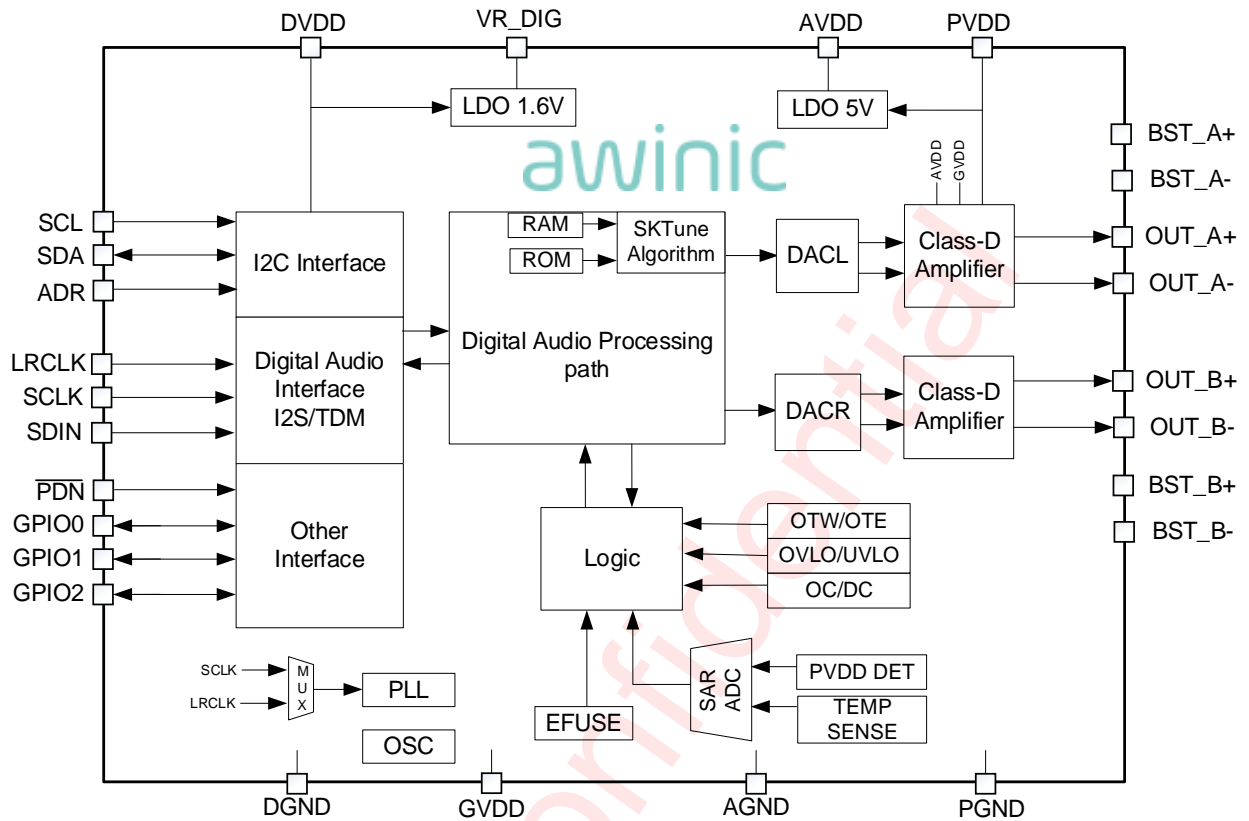 DVDD
VR_DIG
AVDD
PVDD
LDO 1.6V
LDO 5V
awinic
AVDD
GVDD
BST_A+
BST_A-
OUT_A+
OUT_A-
OUT_B+
OUT_B-
BST_B+
BST_B-
SCL
SDA
ADR
LRCLK
SCLK
SDIN
PDN
GPIO0
GPIO1
GPIO2
I2C Interface
Digital Audio
Interface
I2S/TDM
Other
Interface
RAM
ROM
SKTune
Algorithm
Digital Audio Processing
path
DACL
Class-D
Amplifier
DACR
Class-D
Amplifier
Logic
OTW/OTE
OVLO/UVLO
OC/DC
SCLK
LRCLK
MUX
PLL
OSC
EFUSE
SAR
ADC
PVDD DET
TEMP
SENSE
DGND
GVDD
AGND
PGND
onfidential